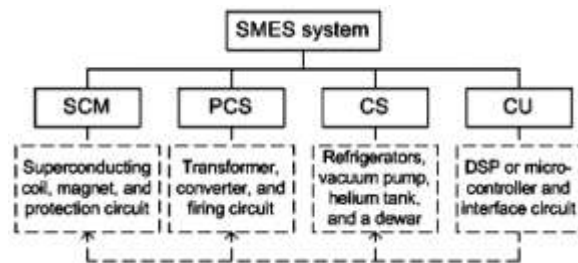 SMES system
SCM
PCS
CS
CU
Superconducting
coil, magnet, and
protection circuit
Transformer,
converter, and
firing circuit
Refrigerators,
vacuum pump,
helium tank,
and a dewar
DSP or micro-
controller and
interface circuit